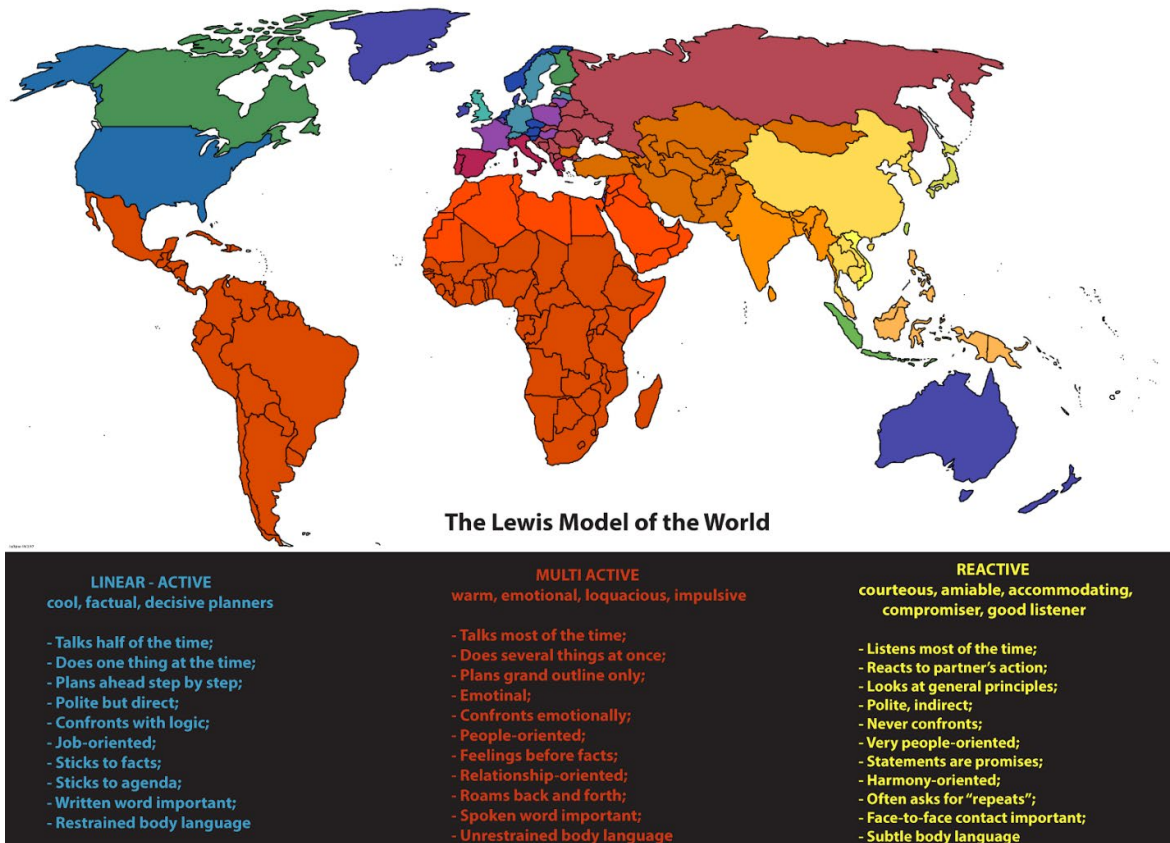 The Lewis Model of the World
LINEAR - ACTIVE
cool, factual, decisive planners
- Talks half of the time;
- Does one thing at the time;
- Plans ahead step by step;
- Polite but direct;
- Confronts with logic;
- Job-oriented;
- Sticks to facts;
- Sticks to agenda;
- Written word important;
- Restrained body language
MULTI ACTIVE
warm, emotional, loquacious, impulsive
- Talks most of the time;
- Does several things at once;
- Plans grand outline only;
- Emotinal;
- Confronts emotionally;
- People-oriented;
- Feelings before facts;
- Relationship-oriented;
- Roams back and forth;
- Spoken word important;
- Unrestrained body language
REACTIVE
courteous, amiable, accommodating,
compromiser, good listener
- Listens most of the time;
- Reacts to partner's action;
- Looks at general principles;
- Polite, indirect;
- Never confronts;
- Very people-oriented;
- Statements are promises;
- Harmony-oriented;
- Often asks for “repeats”;
- Face-to-face contact important;
- Subtle body language